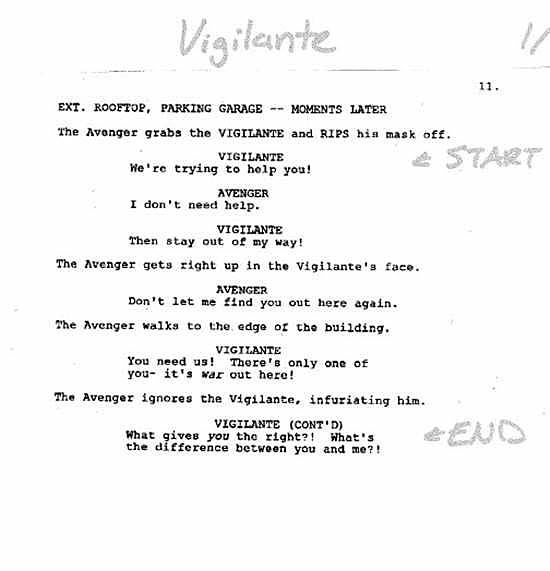 Vigilante
11.
EXT. ROOFTOP, PARKING GARAGE -- MOMENTS LATER
The Avenger grabs the VIGILANTE and RIPS his mask off.
VIGILANTE
← START
We're trying to help you!
AVENGER
I don't need help.
VIGILANTE
Then stay out of my way!
The Avenger gets right up in the Vigilante's face.
AVENGER
Don't let me find you out here again.
The Avenger walks to the edge of the building.
VIGILANTE
You need us! There's only one of
you- it's war out here!
The Avenger ignores the Vigilante, infuriating him.
VIGILANTE (CONT'D)
What gives you the right?! What's
← END
the difference between you and me?!